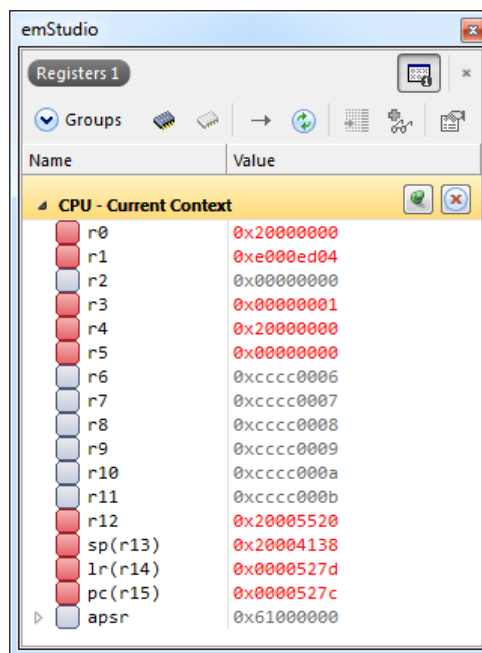 emStudio
Registers 1
Groups
Name Value
CPU - Current Context
r0 0x20000000
r1 0xe000ed04
r2 0x00000000
r3 0x00000001
r4 0x20000000
r5 0x00000000
r6 0xcccc0006
r7 0xcccc0007
r8 0xcccc0008
r9 0xcccc0009
r10 0xcccc000a
r11 0xcccc000b
r12 0x20005520
sp(r13) 0x20004138
lr(r14) 0x0000527d
pc(r15) 0x0000527c
apsr 0x61000000